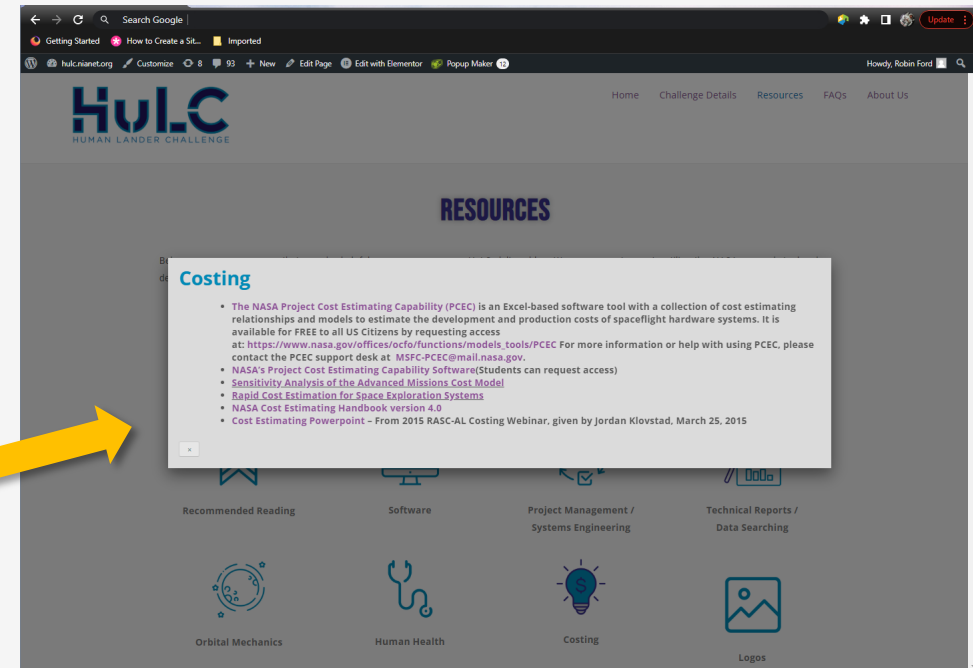 Search Google
Update
Getting Started How to Create a Sit... Imported
hulc.nianet.org Customize 8 93 + New Edit Page Edit with Elementor Popup Maker 12 Howdy, Robin Ford
HULC
HUMAN LANDER CHALLENGE
Home Challenge Details Resources FAQs About Us
RESOURCES
Costing
• The NASA Project Cost Estimating Capability (PCEC) is an Excel-based software tool with a collection of cost estimating
relationships and models to estimate the development and production costs of spaceflight hardware systems. It is
available for FREE to all US Citizens by requesting access
at: https://www.nasa.gov/offices/ocfo/functions/models_tools/PCEC For more information or help with using PCEC, please
contact the PCEC support desk at MSFC-PCEC@mail.nasa.gov.
• NASA's Project Cost Estimating Capability Software(Students can request access)
• Sensitivity Analysis of the Advanced Missions Cost Model
• Rapid Cost Estimation for Space Exploration Systems
• NASA Cost Estimating Handbook version 4.0
• Cost Estimating Powerpoint – From 2015 RASC-AL Costing Webinar, given by Jordan Klovstad, March 25, 2015
×
Recommended Reading Software Project Management / Technical Reports /
Systems Engineering Data Searching
Orbital Mechanics Human Health Costing
Logos